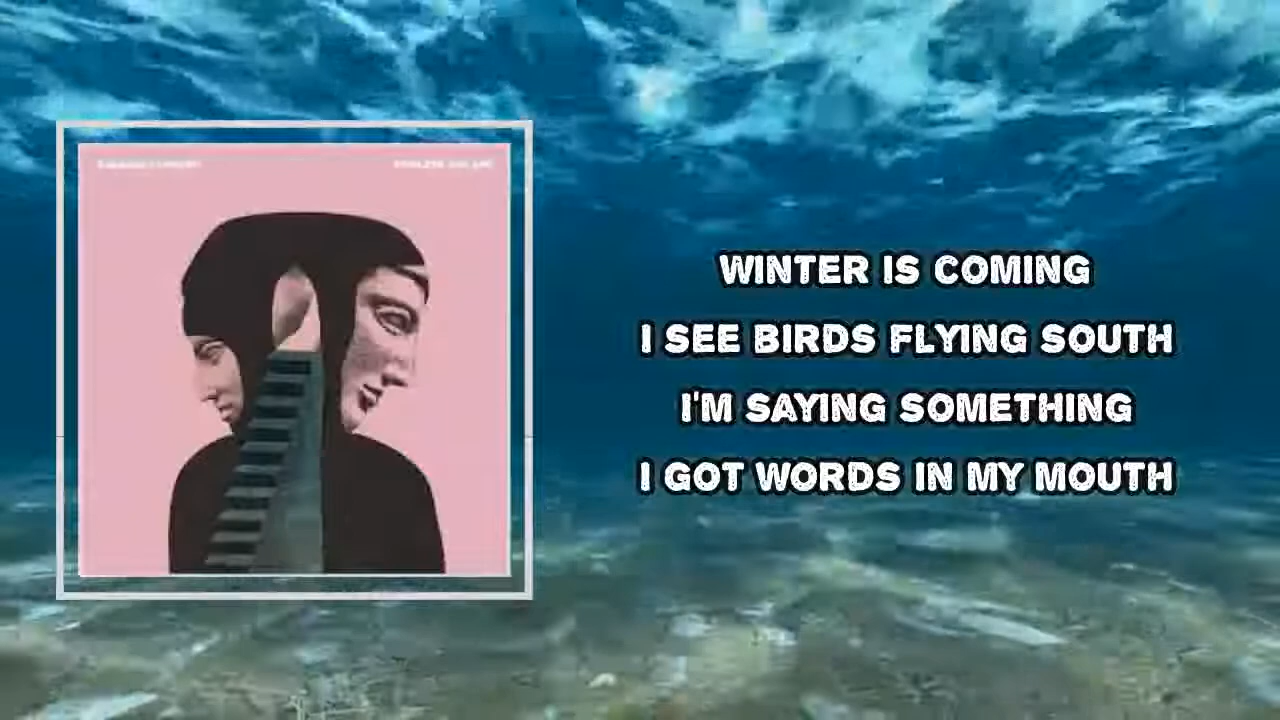 WINTER IS COMING
I SEE BIRDS FLYING SOUTH
I'M SAYING SOMETHING
I GOT WORDS IN MY MOUTH